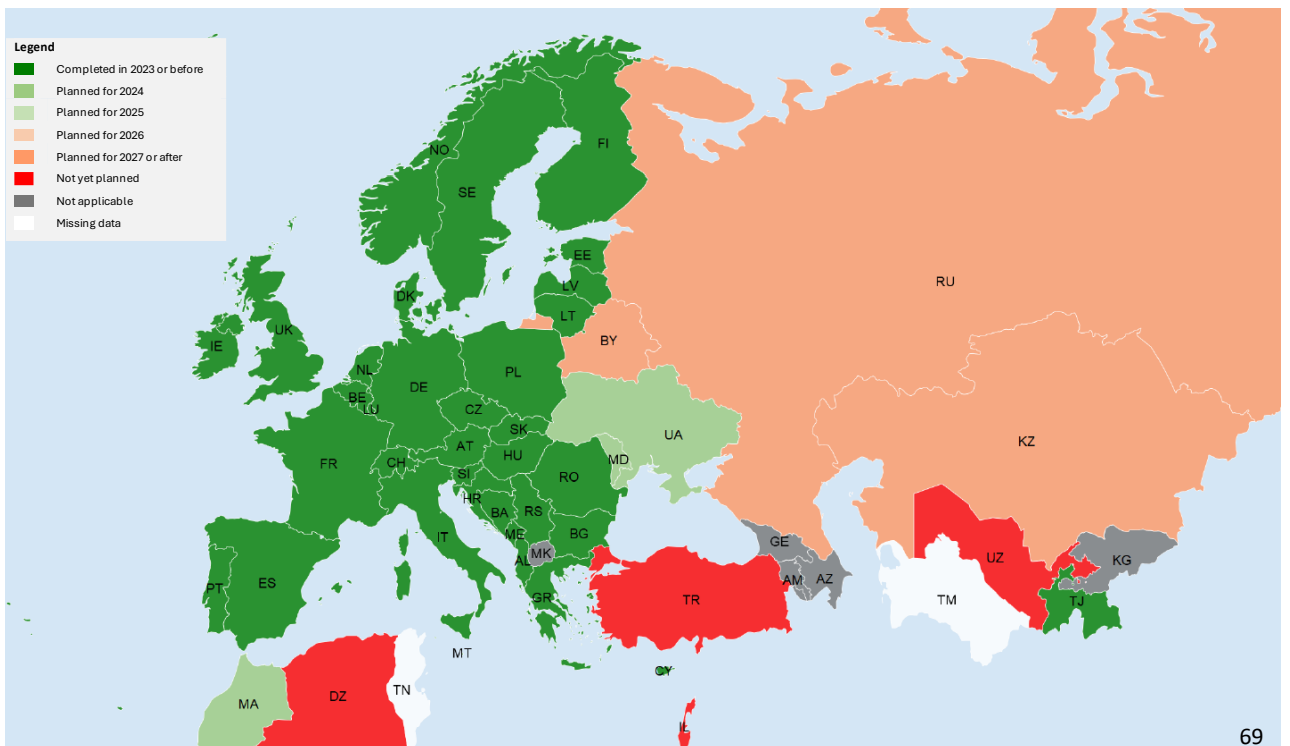 Legend
Completed in 2023 or before
Planned for 2024
Planned for 2025
Planned for 2026
Planned for 2027 or after
Not yet planned
Not applicable
Missing data
NO
FI
SE
EE
LV
DK
LT
RU
UK
IE
BY
NL
DE
PL
BE
LU
CZ
SK
UA
KZ
AT
HU
MD
FR
CH
SI
RO
HR
BA
RS
ME
BG
IT
AL
MK
GE
UZ
KG
PT
ES
GR
AM
AZ
TR
TM
TJ
MT
CY
MA
DZ
TN
IL
69